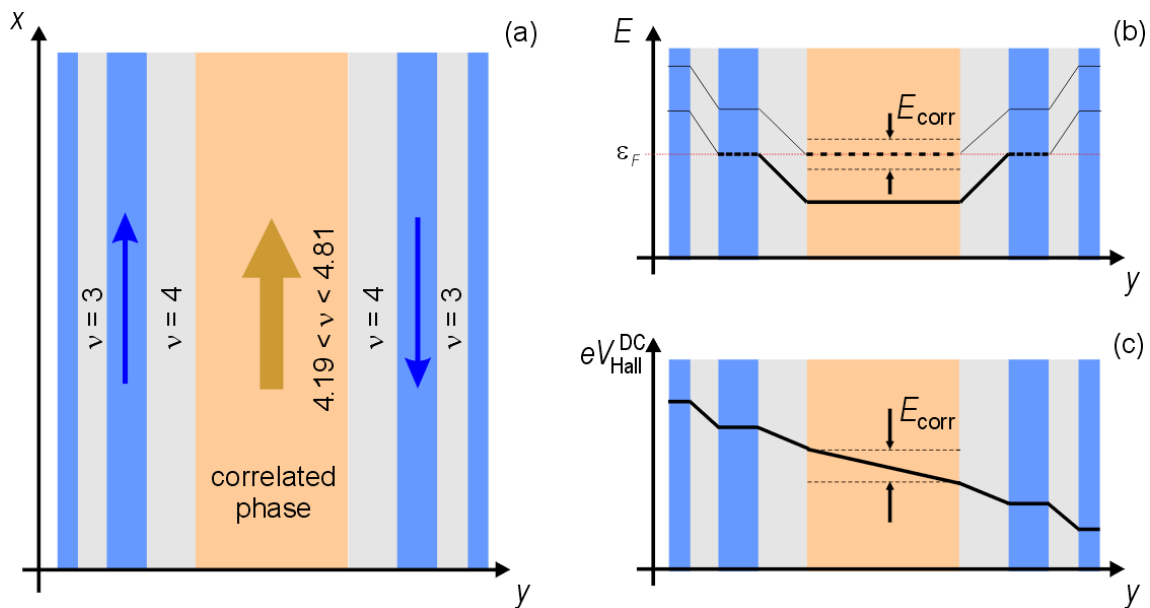 x
(a)
ν = 3
ν = 4
4.19 < ν < 4.81
ν = 4
ν = 3
correlated
phase
y
E
(b)
E_corr
ε_F
y
eV_Hall^DC
(c)
E_corr
y